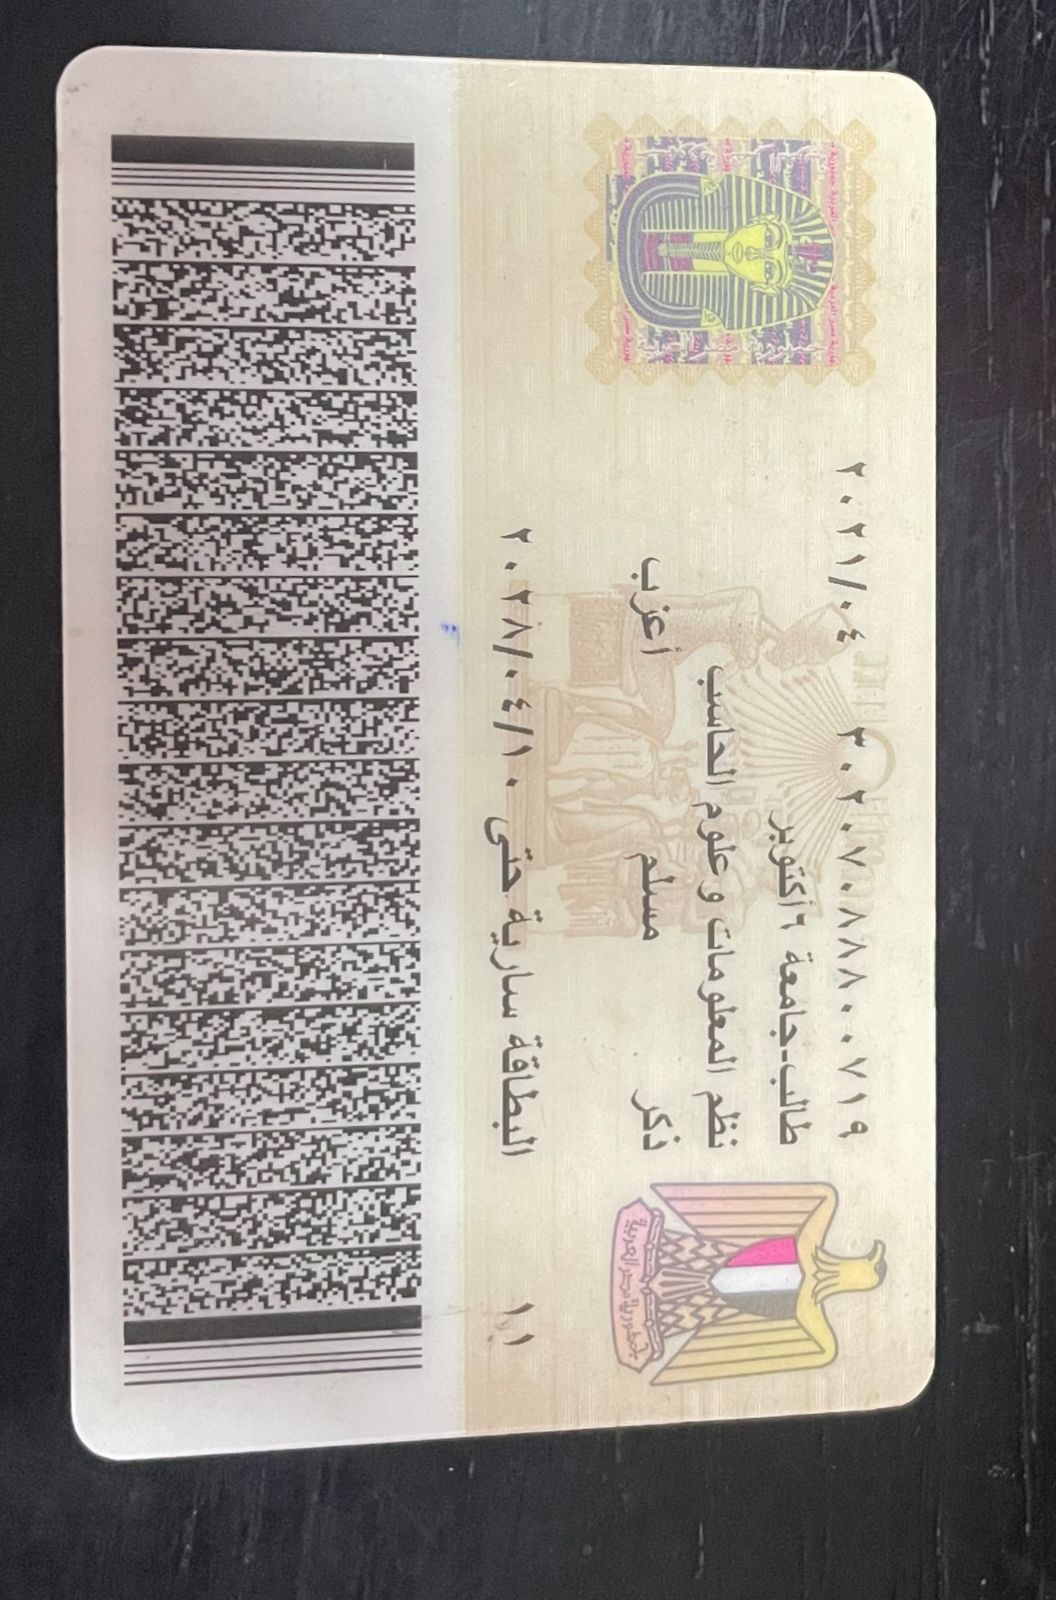 ٣٠٢٠٧٠٨٨٨٠٠٧١٩ ٢٠٢١/٠٤
طالب-جامعة ٦ أكتوبر
نظم المعلومات و علوم الحاسب
ذكر مسلم أعزب
البطاقة سارية حتى ٢٠٢٨/٠٤/١٠
١١
جمهورية مصر العربية